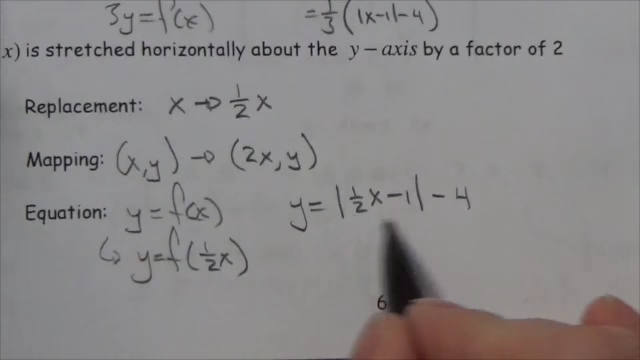 3y = f(x) = 1/3 (|x-1|-4)
x) is stretched horizontally about the y-axis by a factor of 2
Replacement: x → 1/2 x
Mapping: (x,y) → (2x, y)
Equation: y = f(x) y = |1/2 x - 1| - 4
↳ y = f(1/2 x)
6